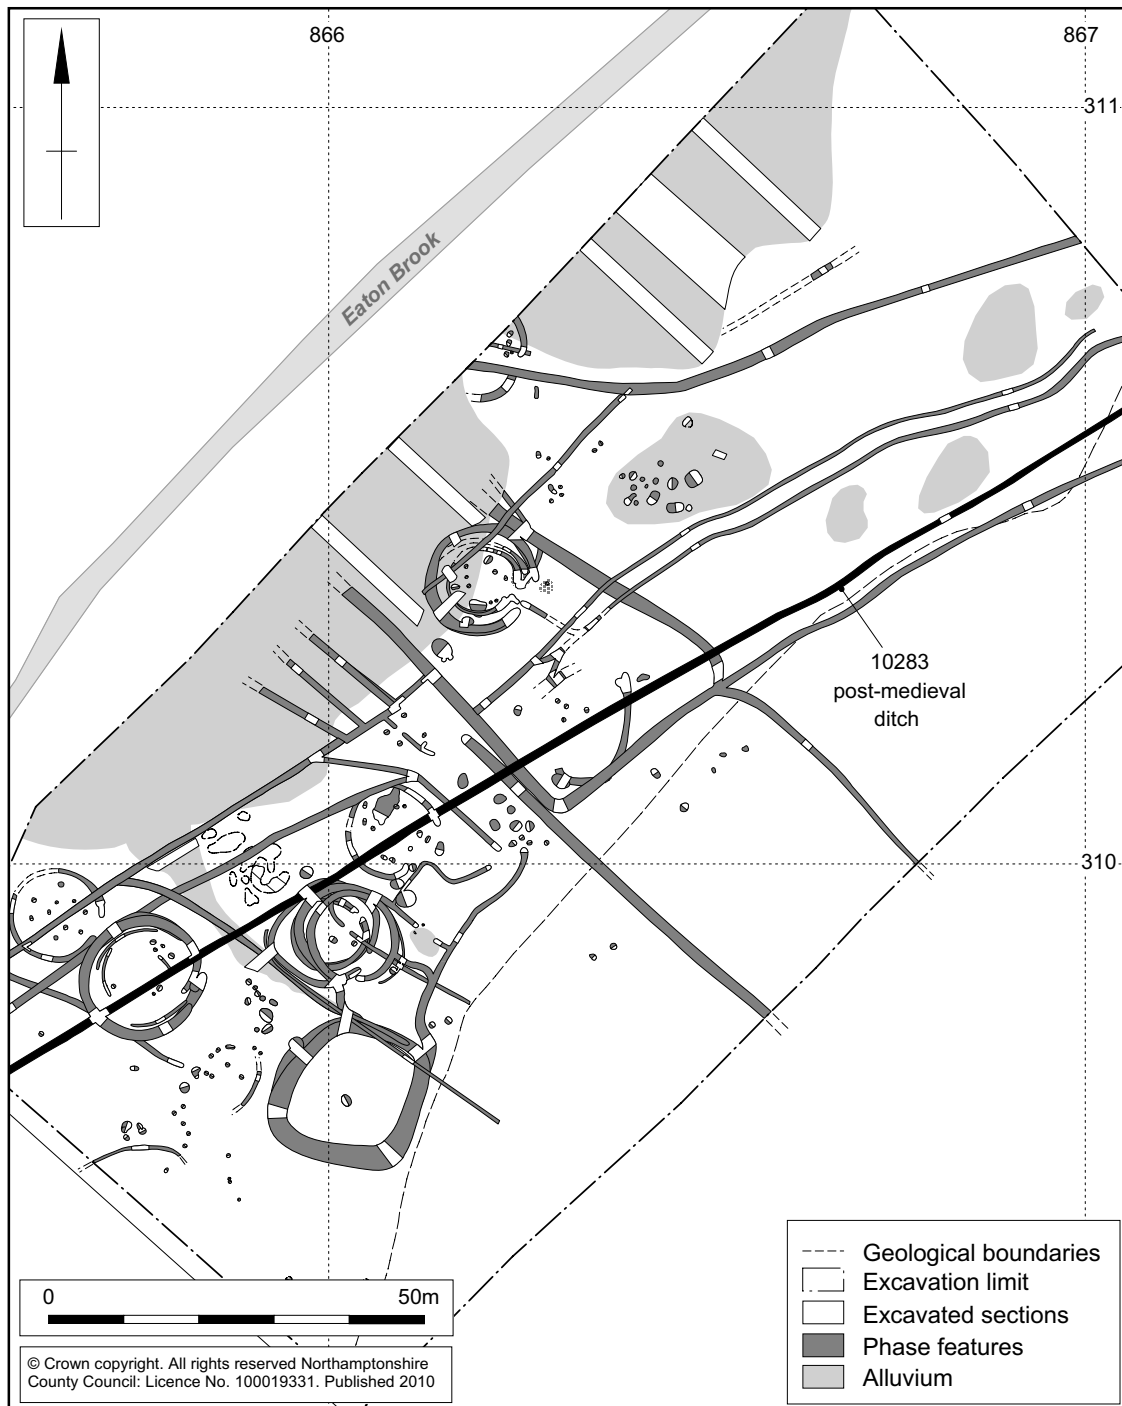 866
867
311
Eaton Brook
10283
post-medieval
ditch
310
0 50m
© Crown copyright. All rights reserved Northamptonshire
County Council: Licence No. 100019331. Published 2010
Geological boundaries
Excavation limit
Excavated sections
Phase features
Alluvium